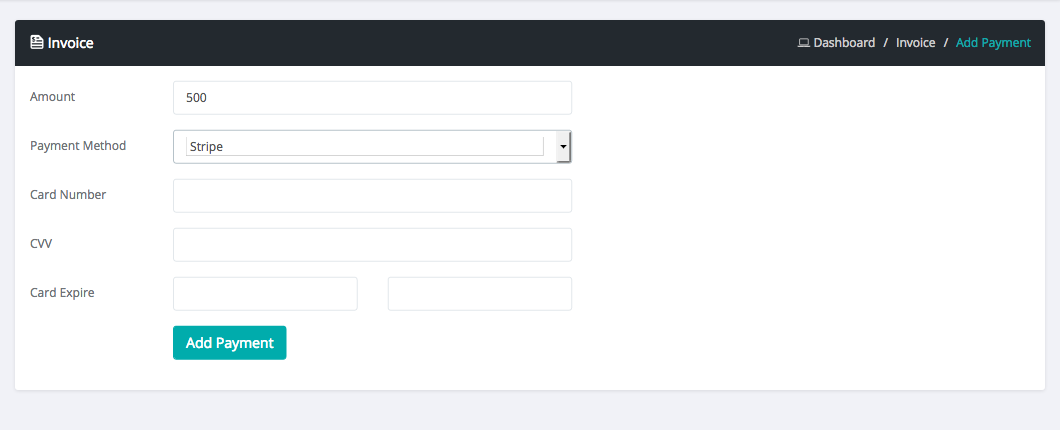 Invoice
Dashboard / Invoice / Add Payment
Amount
500
Payment Method
Stripe
Card Number
CVV
Card Expire
Add Payment